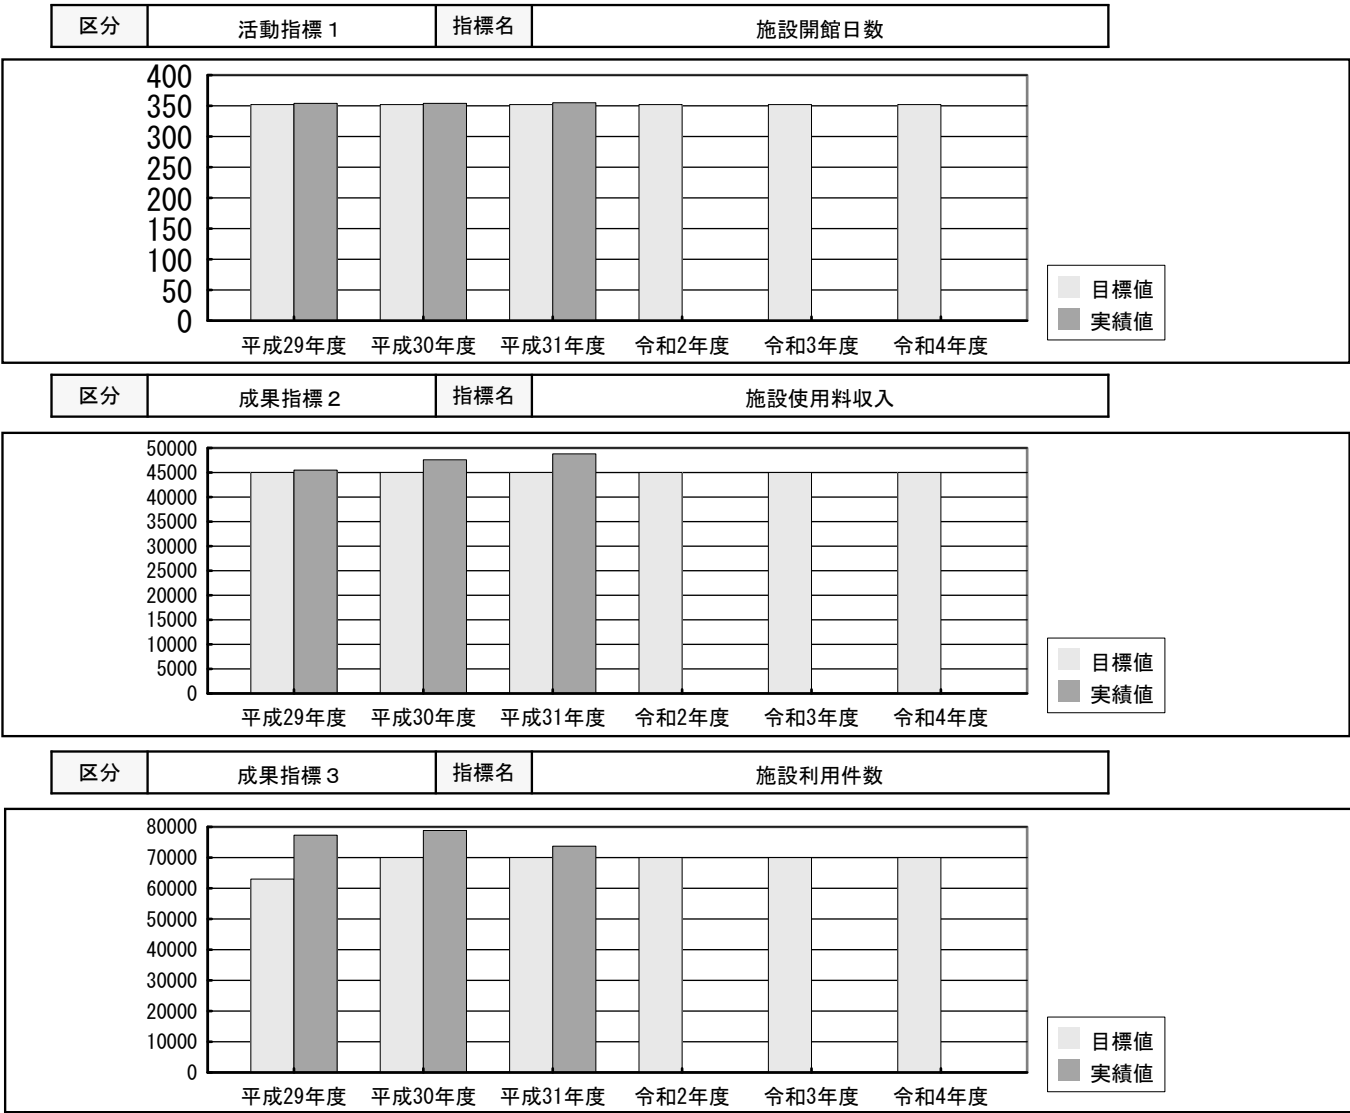 区分 活動指標1 指標名 施設開館日数
400
350
300
250
200
150
100
50
0
平成29年度 平成30年度 平成31年度 令和2年度 令和3年度 令和4年度
目標値
実績値
区分 成果指標2 指標名 施設使用料収入
50000
45000
40000
35000
30000
25000
20000
15000
10000
5000
0
平成29年度 平成30年度 平成31年度 令和2年度 令和3年度 令和4年度
目標値
実績値
区分 成果指標3 指標名 施設利用件数
80000
70000
60000
50000
40000
30000
20000
10000
0
平成29年度 平成30年度 平成31年度 令和2年度 令和3年度 令和4年度
目標値
実績値